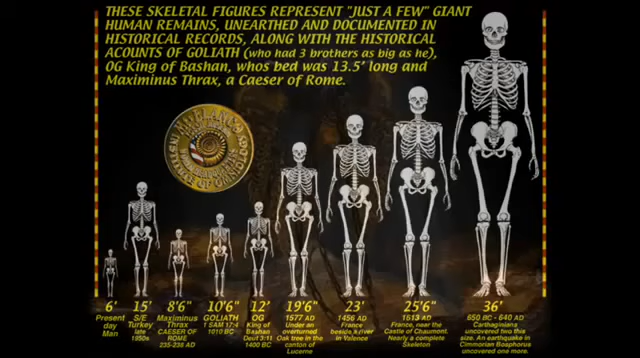 THESE SKELETAL FIGURES REPRESENT "JUST A FEW" GIANT
HUMAN REMAINS, UNEARTHED AND DOCUMENTED IN
HISTORICAL RECORDS, ALONG WITH THE HISTORICAL
ACOUNTS OF GOLIATH (who had 3 brothers as big as he),
OG King of Bashan, whos bed was 13.5' long and
Maximinus Thrax, a Caeser of Rome.
6'
Present
day Man
15'
S/E
Turkey
late
1950s
8'6"
Maximinus
Thrax
CAESER OF
ROME
235-238 AD
10'6"
GOLIATH
1 SAM 17:4
1010 BC
12'
OG
King of
Bashan
Deut 3:11
1400 BC
19'6"
1577 AD
Under an
overturned
Oak tree in the
canton of
Lucerne
23'
1456 AD
France
beside a river
in Valence
25'6"
1613 AD
France, near the
Castle of Chaumont.
Nearly a complete
Skeleton
36'
650 BC - 640 AD
Carthaginians
uncovered two of
these. An earthquake in
Cimmorian Bosphorus
uncovered one more.